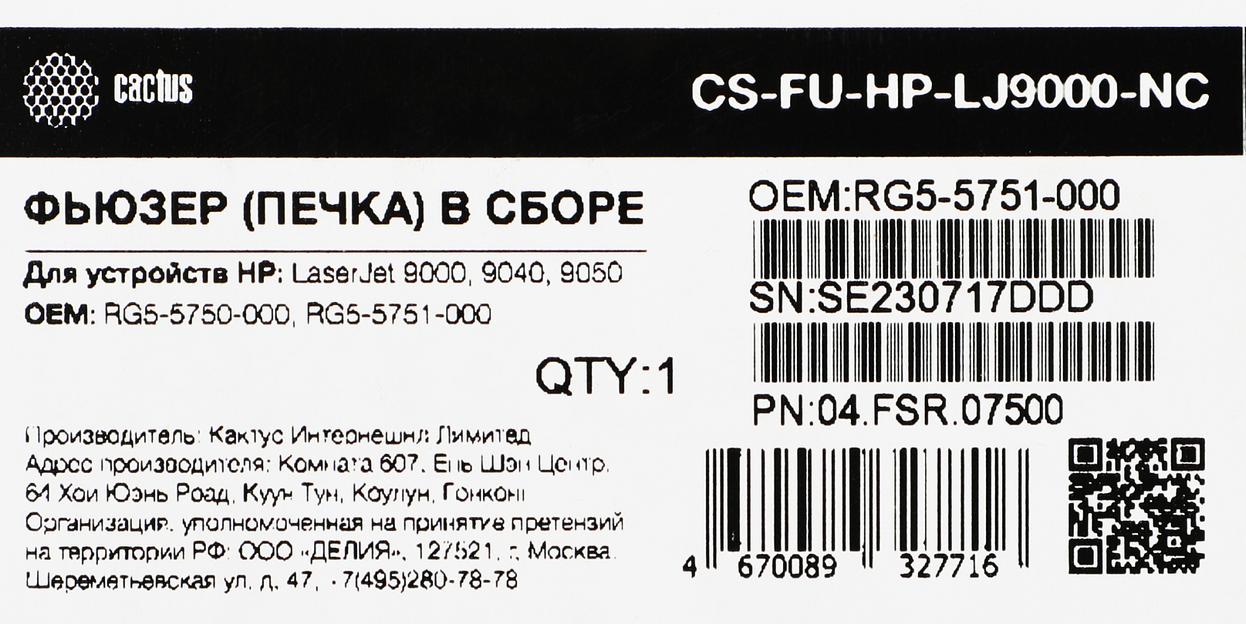 cactus
CS-FU-HP-LJ9000-NC
ФЬЮЗЕР (ПЕЧКА) В СБОРЕ
Для устройств HP: LaserJet 9000, 9040, 9050
OEM: RG5-5750-000, RG5-5751-000
QTY:1
OEM:RG5-5751-000
SN:SE230717DDD
PN:04.FSR.07500
Производитель: Кактус Интернешнл Лимитед
Адрес производителя: Комната 607, Ень Шэн Центр,
64 Хои Юэнь Роад, Куун Тун, Коулун, Гонконг
Организация, уполномоченная на принятие претензий
на территории РФ: ООО «ДЕЛИЯ», 127521, г. Москва
Шереметьевская ул. д. 47, +7(495)280-78-78
4 670089 327716